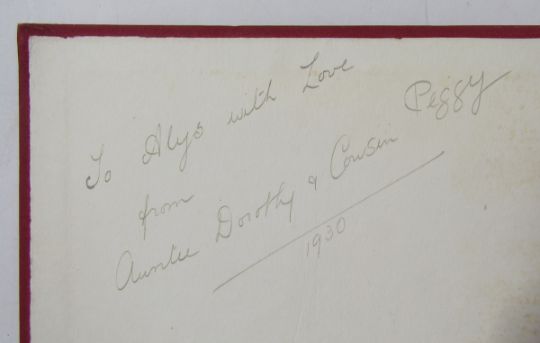 To Alys with Love
from
Auntie Dorothy & Cousin Peggy
1930